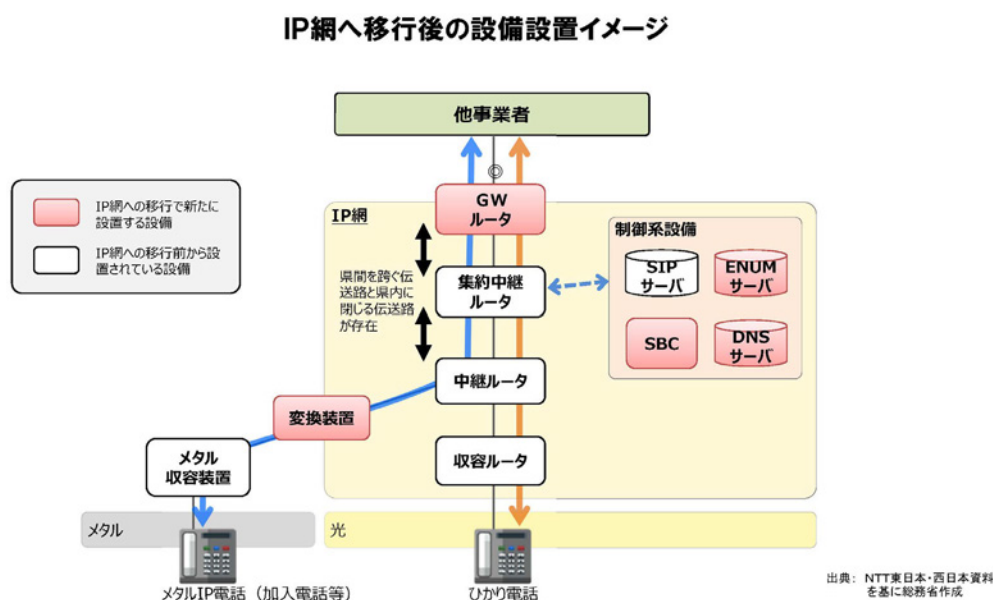 IP網へ移行後の設備設置イメージ
他事業者
IP網への移行で新たに
設置する設備
IP網への移行前から設
置されている設備
IP網
GW
ルータ
県間を跨ぐ伝
送路と県内に
閉じる伝送路
が存在
集約中継
ルータ
制御系設備
SIP
サーバ
ENUM
サーバ
SBC
DNS
サーバ
中継ルータ
変換装置
メタル
収容装置
収容ルータ
メタル
光
メタルIP電話（加入電話等）
ひかり電話
出典： NTT東日本・西日本資料
を基に総務省作成